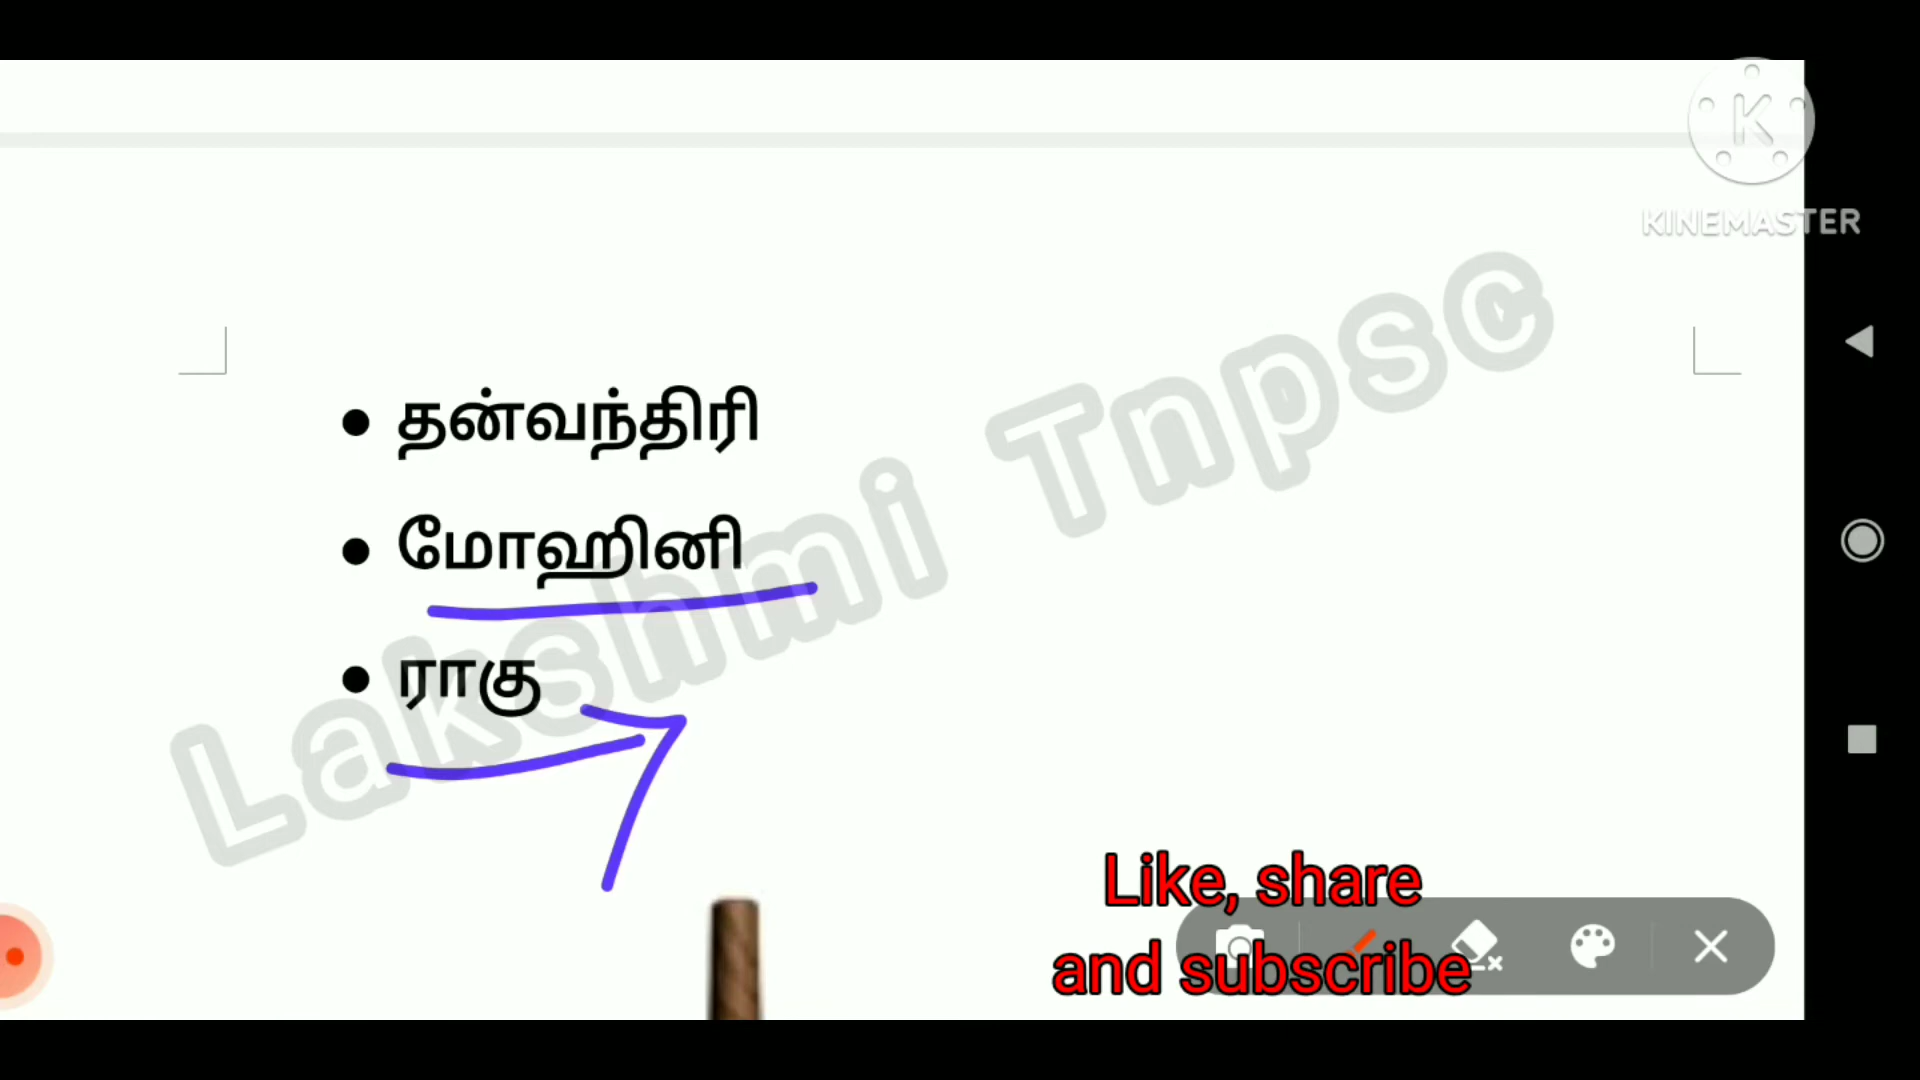 K
KINEMASTER
Lakshmi Tnpsc
• தன்வந்திரி
• மோஹினி
• ராகு
Like, share
and subscribe